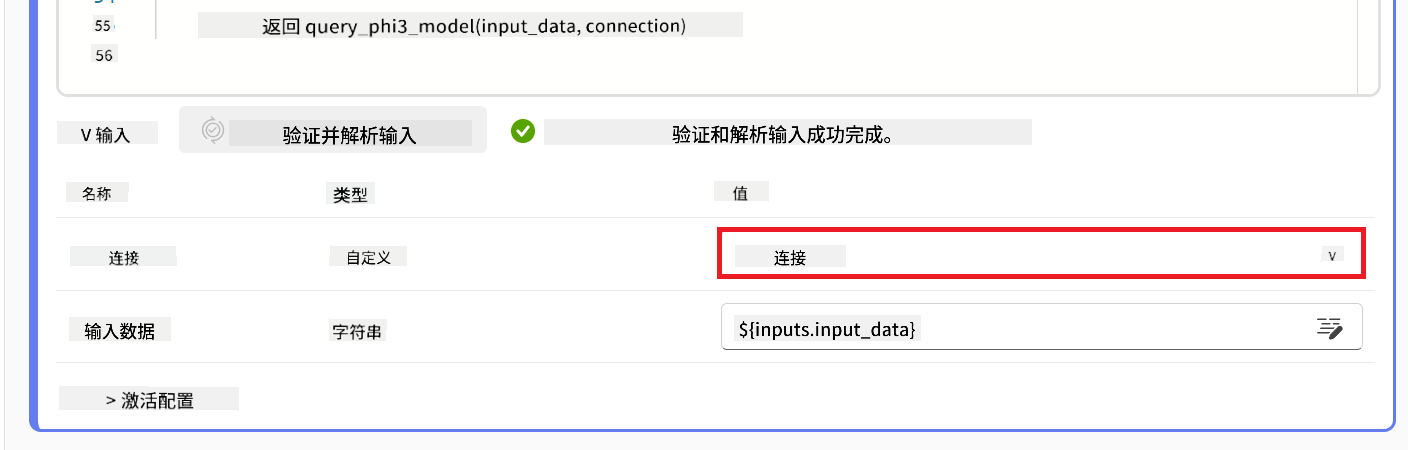 55 返回 query_phi3_model(input_data, connection)
56
V 输入 验证并解析输入 验证和解析输入成功完成。
名称 类型 值
连接 自定义 连接 V
输入数据 字符串 ${inputs.input_data}
> 激活配置